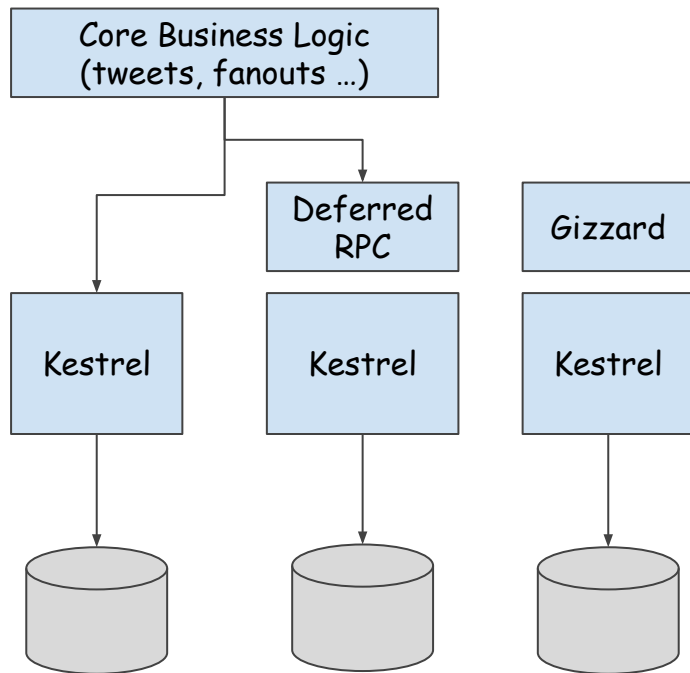 Core Business Logic
(tweets, fanouts …)
Deferred
RPC
Gizzard
Kestrel
Kestrel
Kestrel